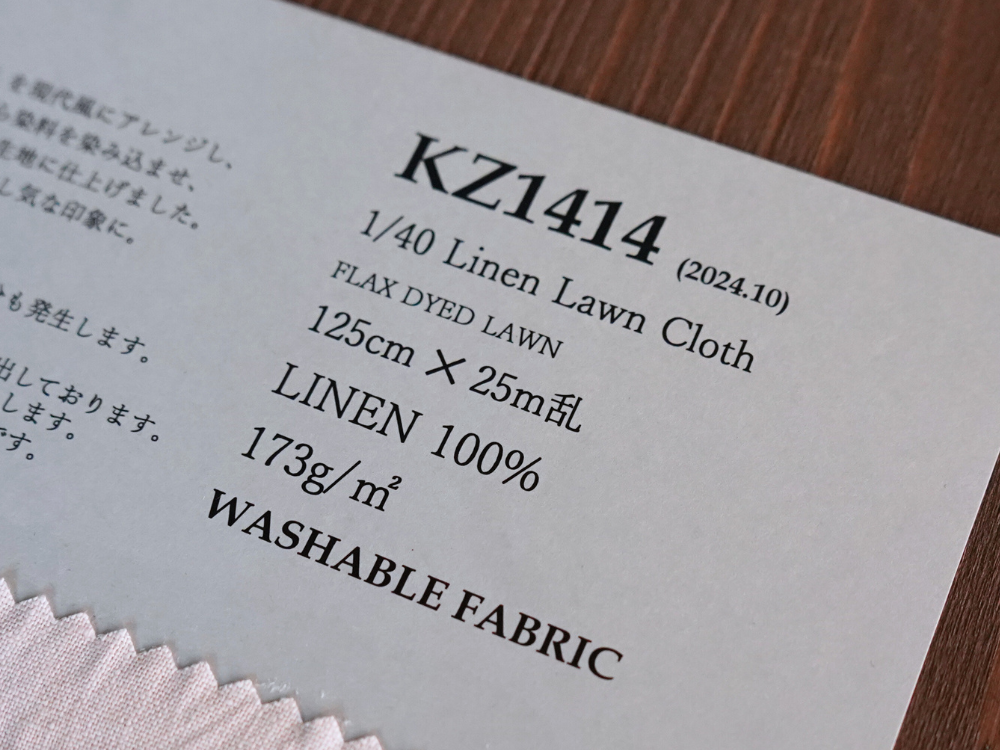 を現代風にアレンジし、
染料を染み込ませ、
生地に仕上げました。
し気な印象に。
も発生します。
出しております。
します。
です。
KZ1414 (2024.10)
1/40 Linen Lawn Cloth
FLAX DYED LAWN
125cm × 25m乱
LINEN 100%
173g/㎡
WASHABLE FABRIC